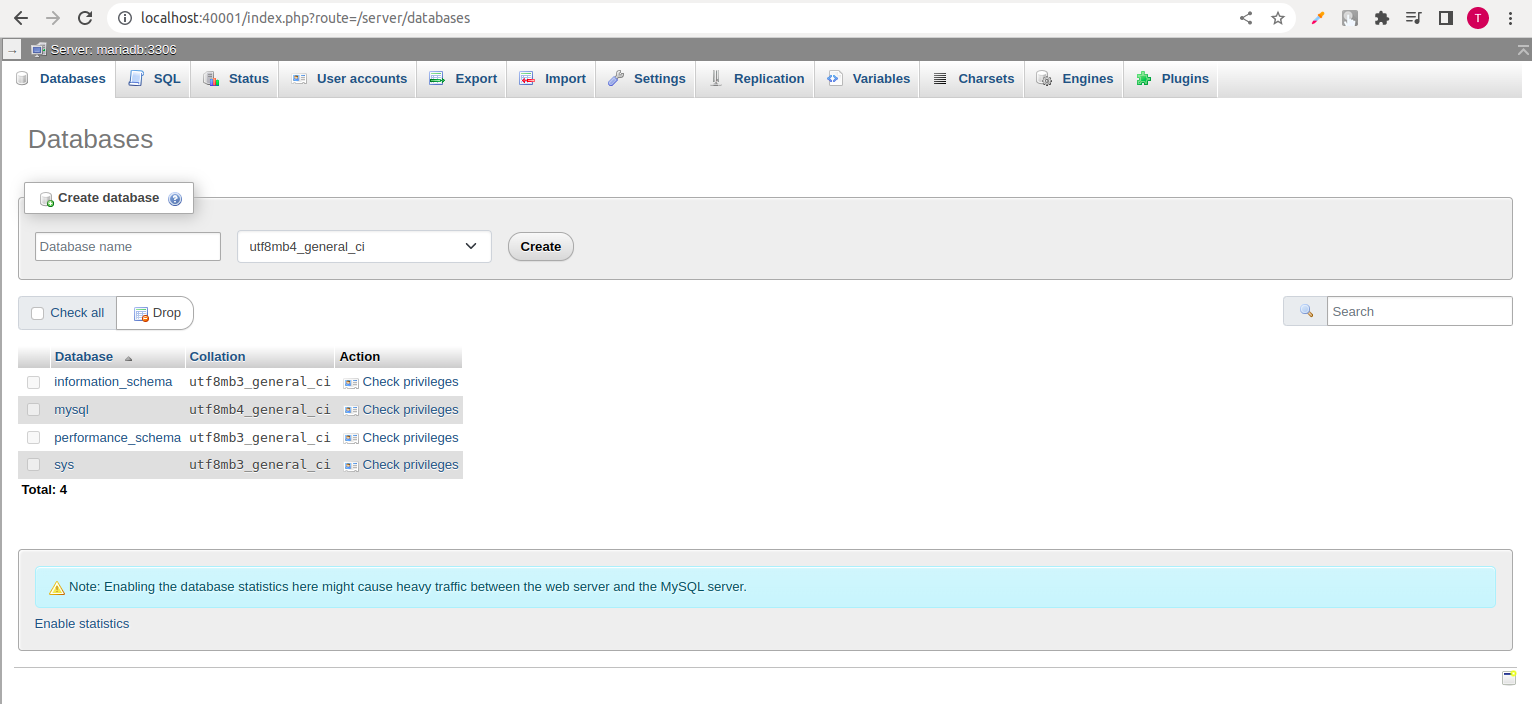 localhost:40001/index.php?route=/server/databases
T
Server: mariadb:3306
Databases SQL Status User accounts Export Import Settings Replication Variables Charsets Engines Plugins
Databases
Create database
Database name utf8mb4_general_ci Create
Check all Drop Search
Database Collation Action
information_schema utf8mb3_general_ci Check privileges
mysql utf8mb4_general_ci Check privileges
performance_schema utf8mb3_general_ci Check privileges
sys utf8mb3_general_ci Check privileges
Total: 4
Note: Enabling the database statistics here might cause heavy traffic between the web server and the MySQL server.
Enable statistics